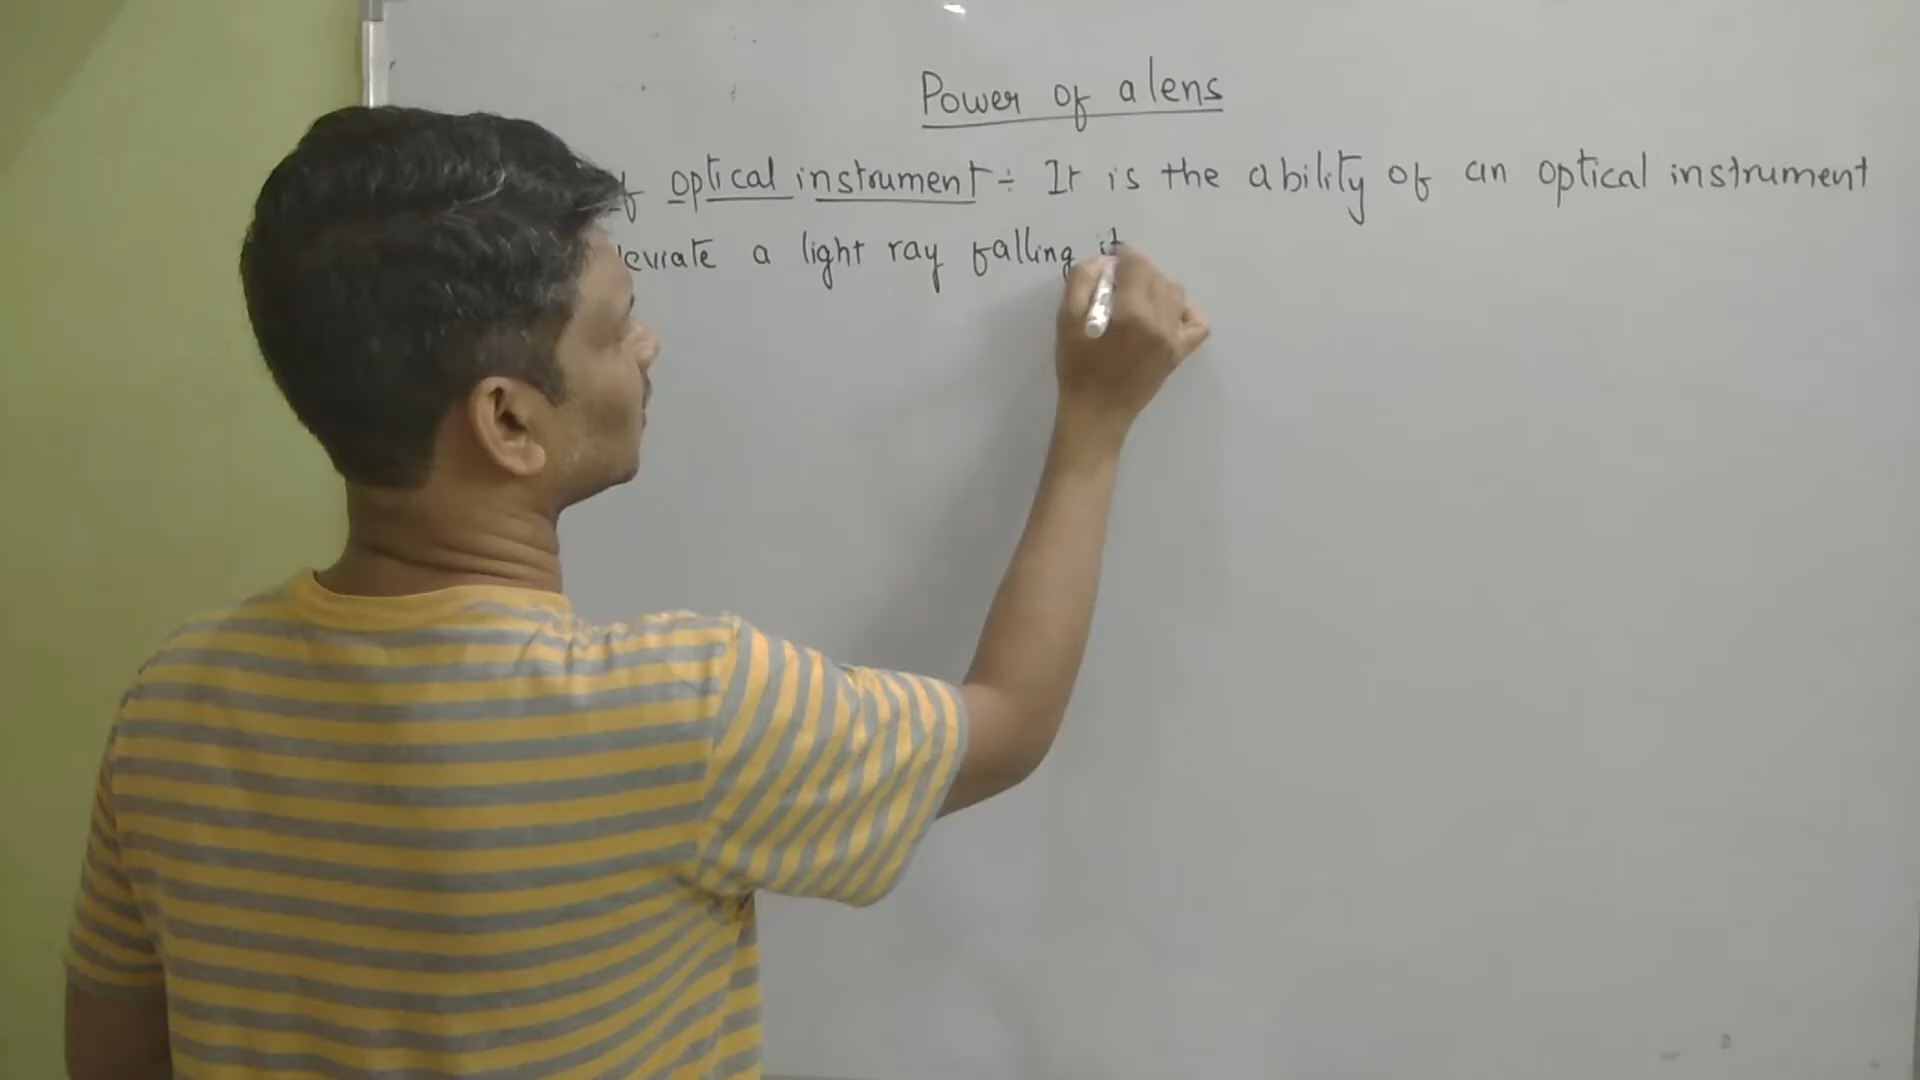 Power of a lens
of optical instrument ÷ It is the ability of an optical instrument
deviate a light ray falling it